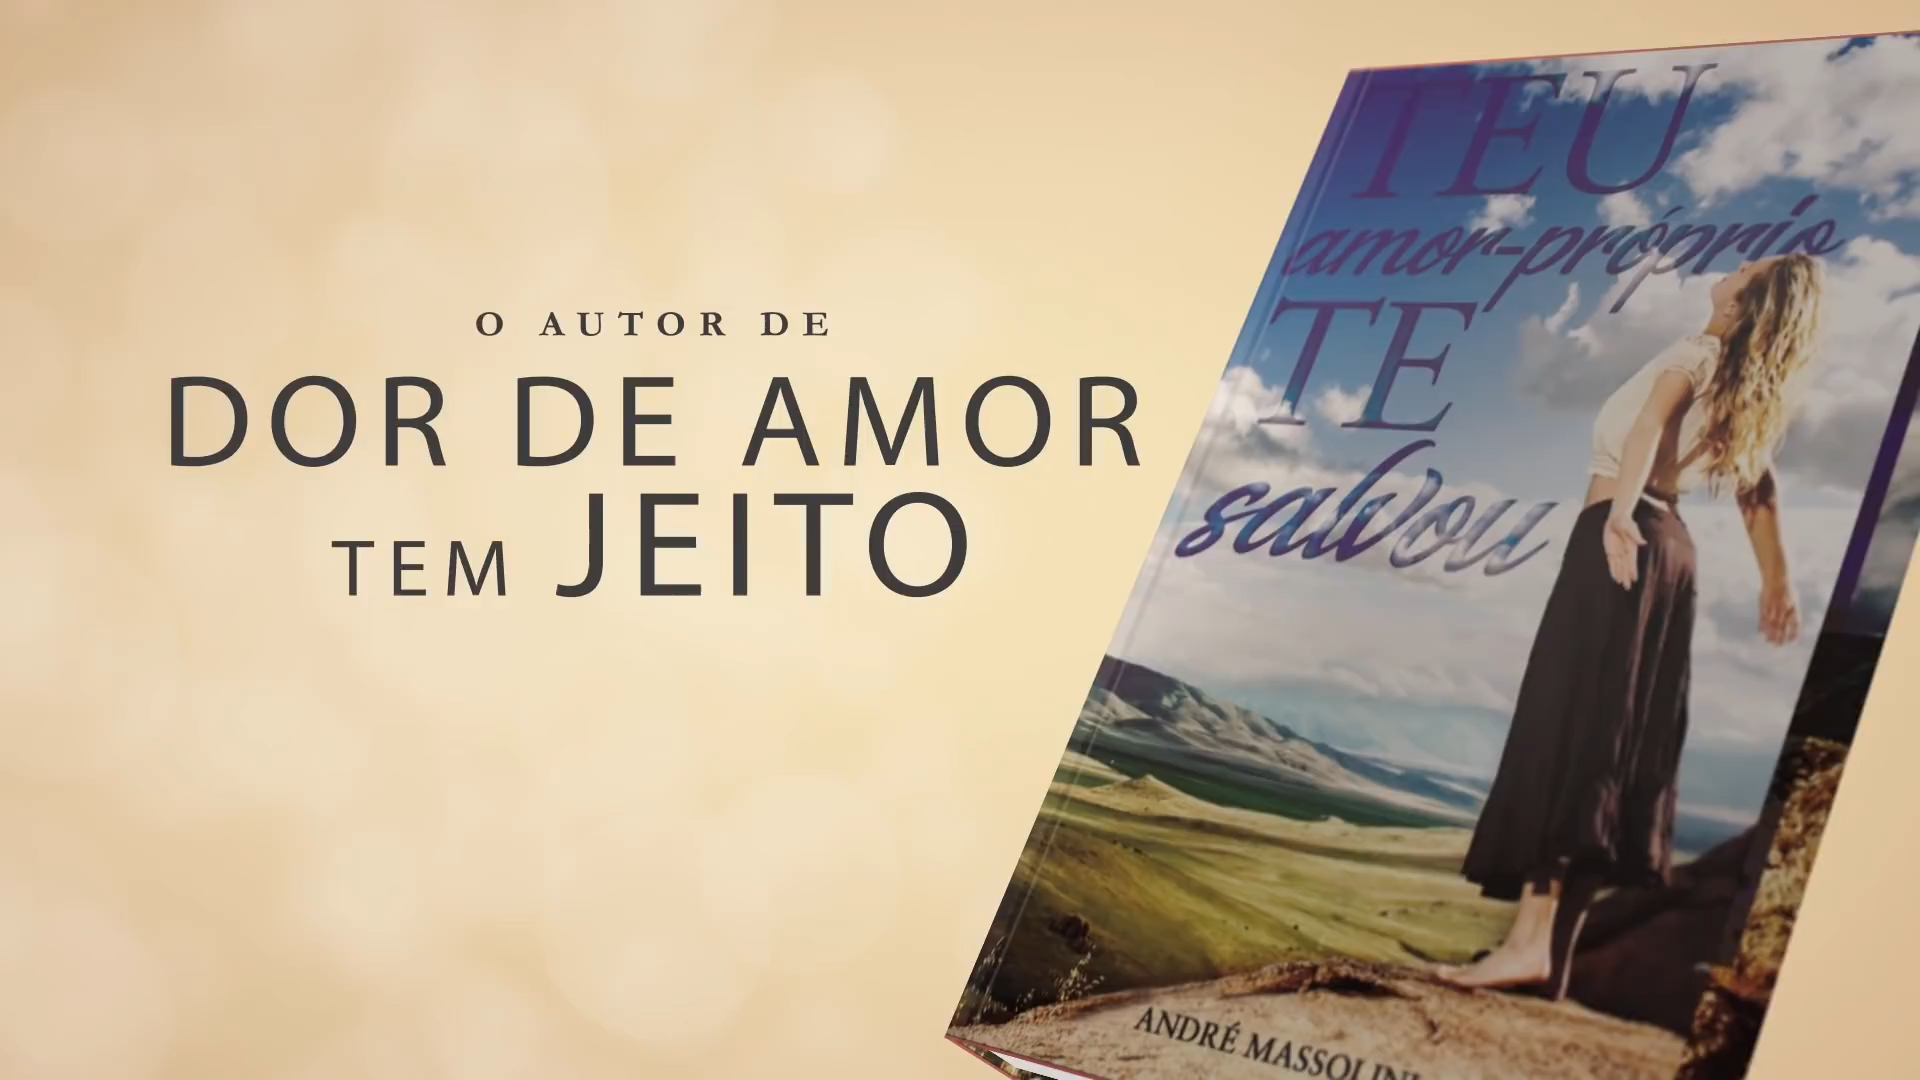 O AUTOR DE
DOR DE AMOR
TEM JEITO
TEU
amor-próprio
TE
salvou
ANDRÉ MASSOLINI